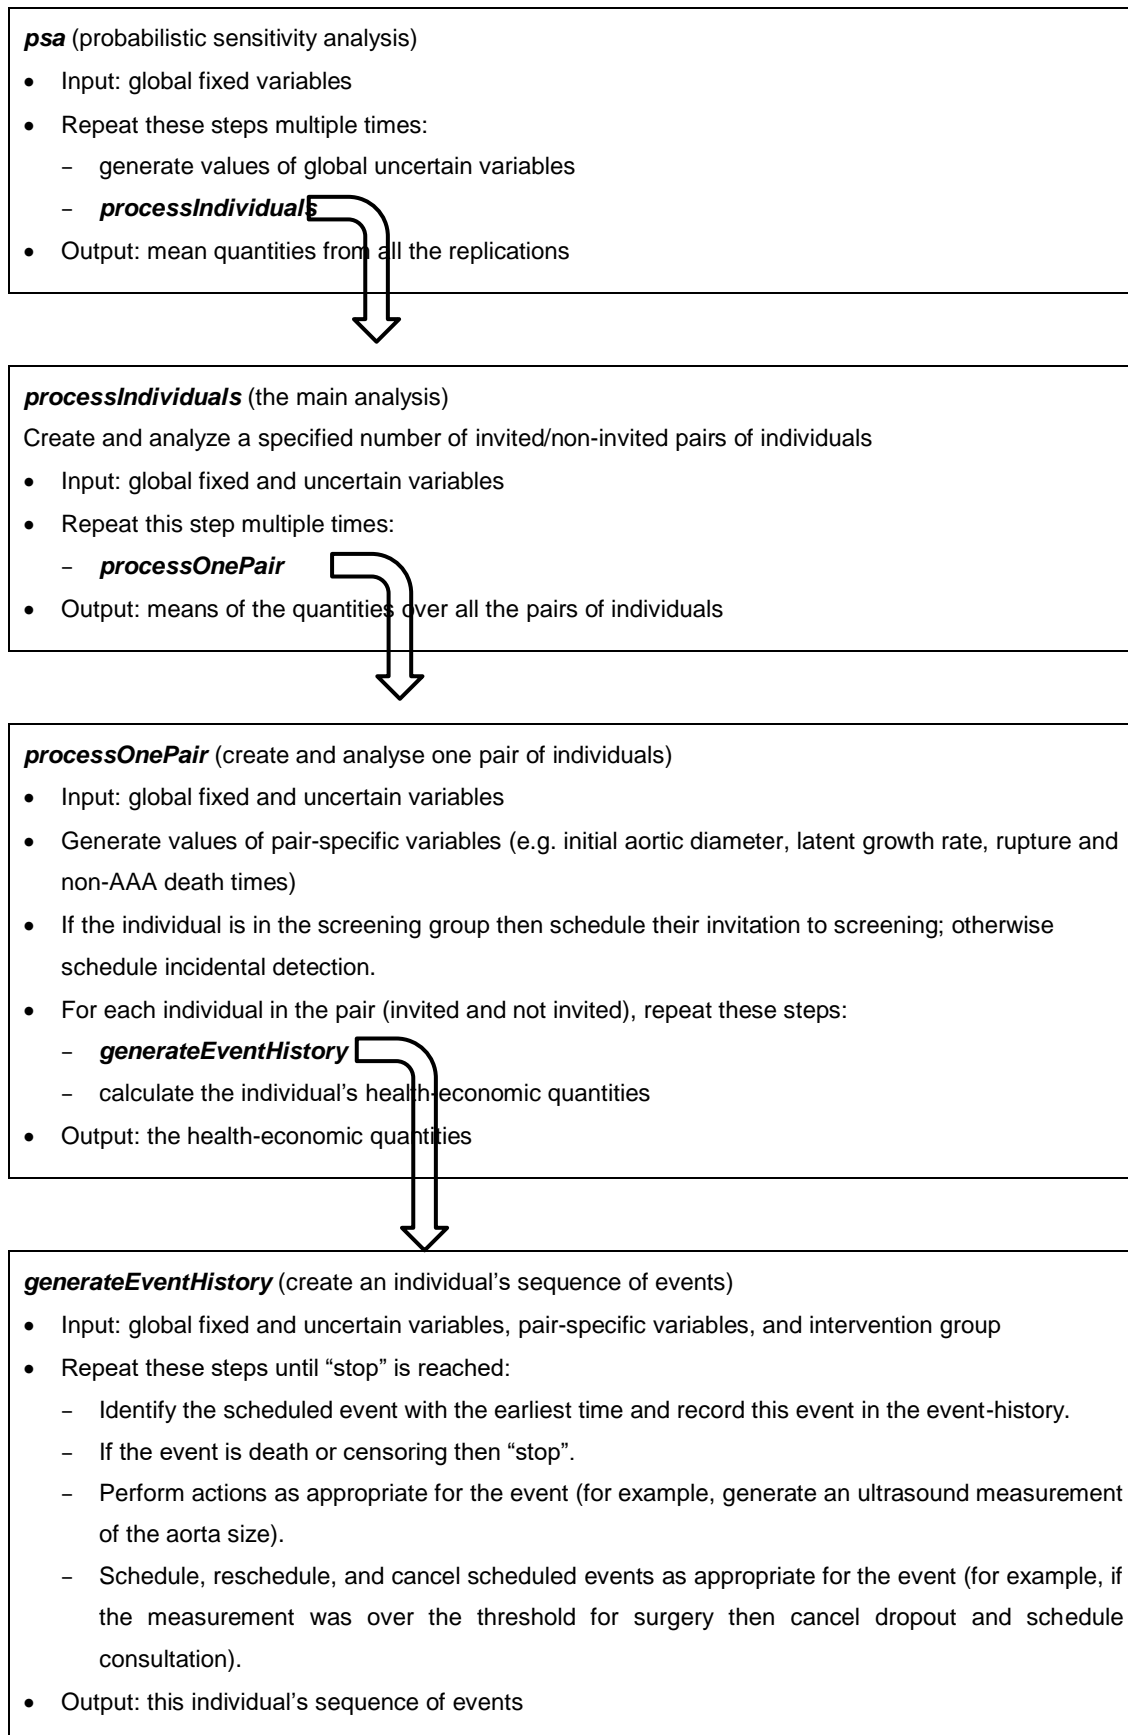 psa (probabilistic sensitivity analysis)
• Input: global fixed variables
• Repeat these steps multiple times:
− generate values of global uncertain variables
− processIndividuals
• Output: mean quantities from all the replications
processIndividuals (the main analysis)
Create and analyze a specified number of invited/non-invited pairs of individuals
• Input: global fixed and uncertain variables
• Repeat this step multiple times:
− processOnePair
• Output: means of the quantities over all the pairs of individuals
processOnePair (create and analyse one pair of individuals)
• Input: global fixed and uncertain variables
• Generate values of pair-specific variables (e.g. initial aortic diameter, latent growth rate, rupture and
non-AAA death times)
• If the individual is in the screening group then schedule their invitation to screening; otherwise
schedule incidental detection.
• For each individual in the pair (invited and not invited), repeat these steps:
− generateEventHistory
− calculate the individual’s health-economic quantities
• Output: the health-economic quantities
generateEventHistory (create an individual’s sequence of events)
• Input: global fixed and uncertain variables, pair-specific variables, and intervention group
• Repeat these steps until “stop” is reached:
− Identify the scheduled event with the earliest time and record this event in the event-history.
− If the event is death or censoring then “stop”.
− Perform actions as appropriate for the event (for example, generate an ultrasound measurement
of the aorta size).
− Schedule, reschedule, and cancel scheduled events as appropriate for the event (for example, if
the measurement was over the threshold for surgery then cancel dropout and schedule
consultation).
• Output: this individual’s sequence of events